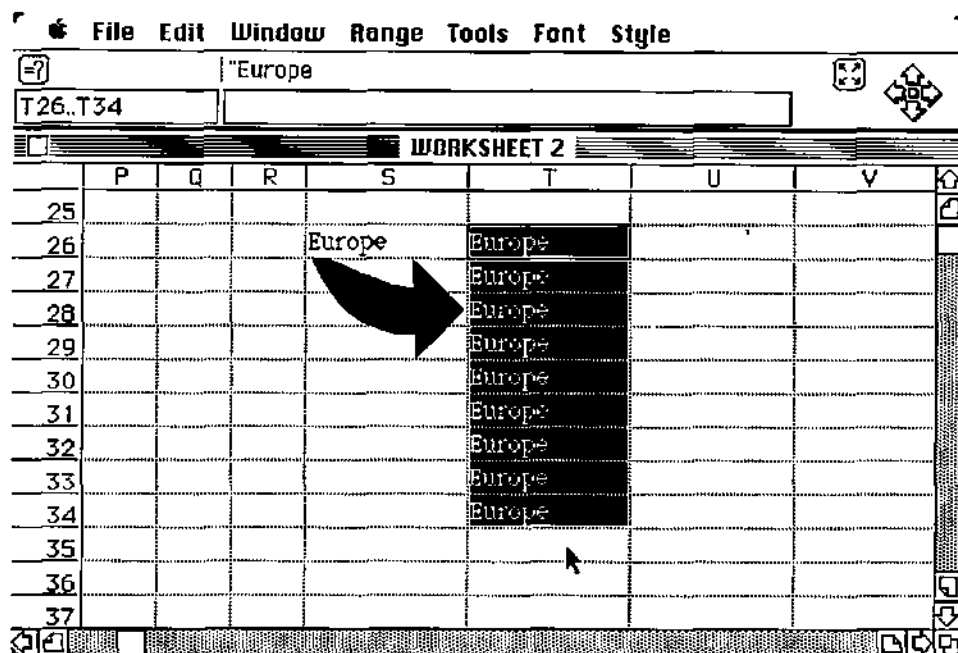 File Edit Window Range Tools Font Style
=? "Europe
T26..T34
WORKSHEET 2
P Q R S T U V
25
26 Europe Europe
27 Europe
28 Europe
29 Europe
30 Europe
31 Europe
32 Europe
33 Europe
34 Europe
35
36
37